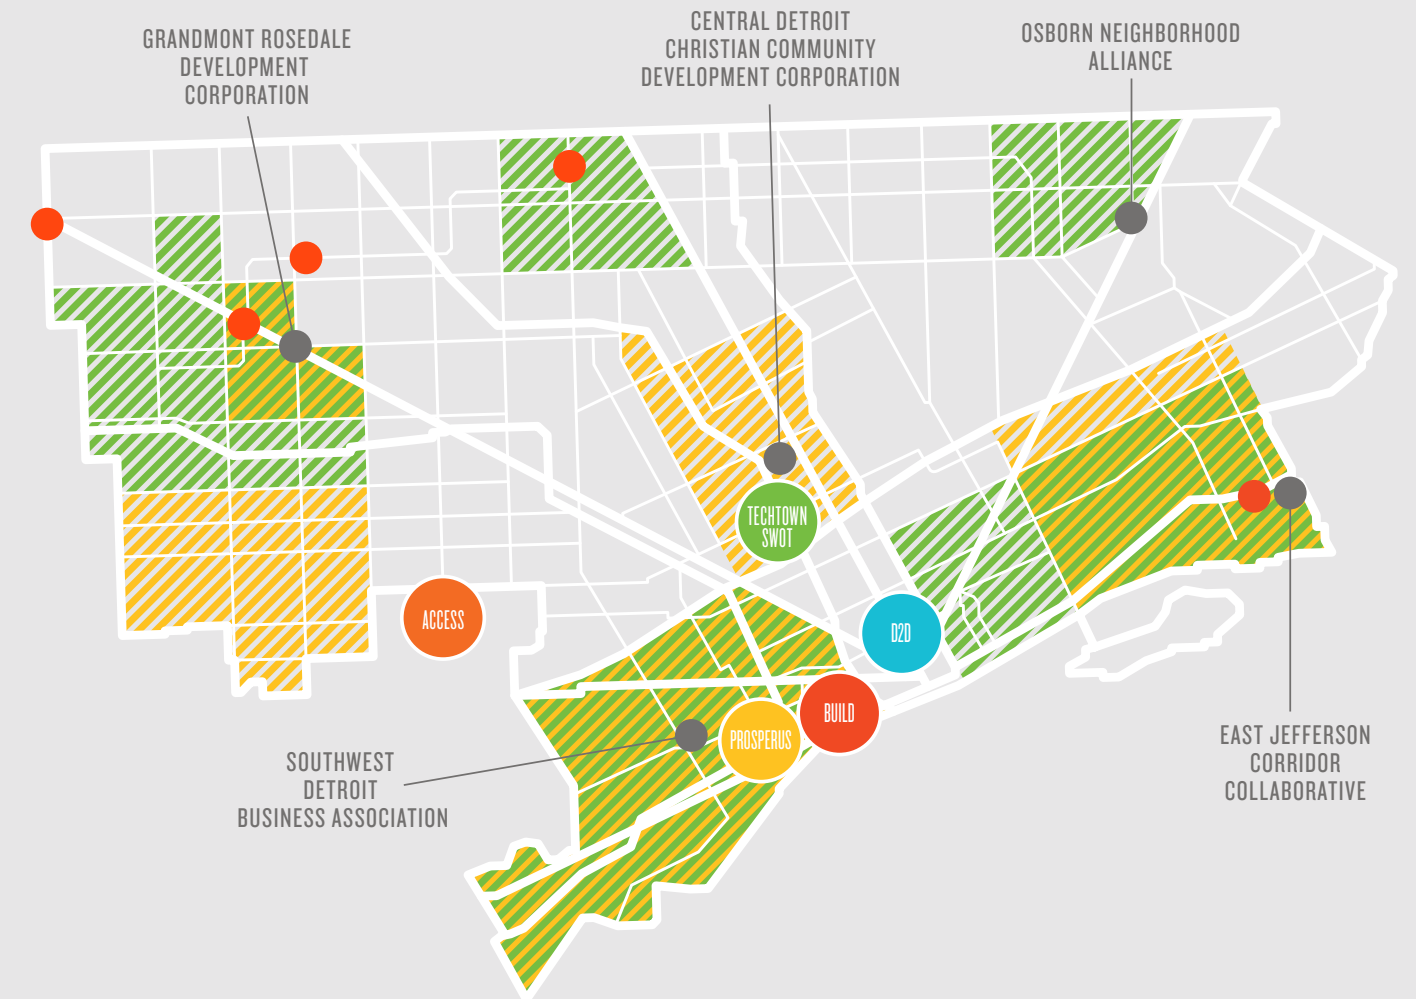 GRANDMONT ROSEDALE
DEVELOPMENT
CORPORATION
CENTRAL DETROIT
CHRISTIAN COMMUNITY
DEVELOPMENT CORPORATION
OSBORN NEIGHBORHOOD
ALLIANCE
TECHTOWN
SWOT
ACCESS
D2D
BUILD
PROSPERUS
SOUTHWEST
DETROIT
BUSINESS ASSOCIATION
EAST JEFFERSON
CORRIDOR
COLLABORATIVE